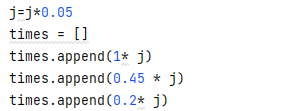 j=j*0.05
times = []
times.append(1* j)
times.append(0.45 * j)
times.append(0.2* j)